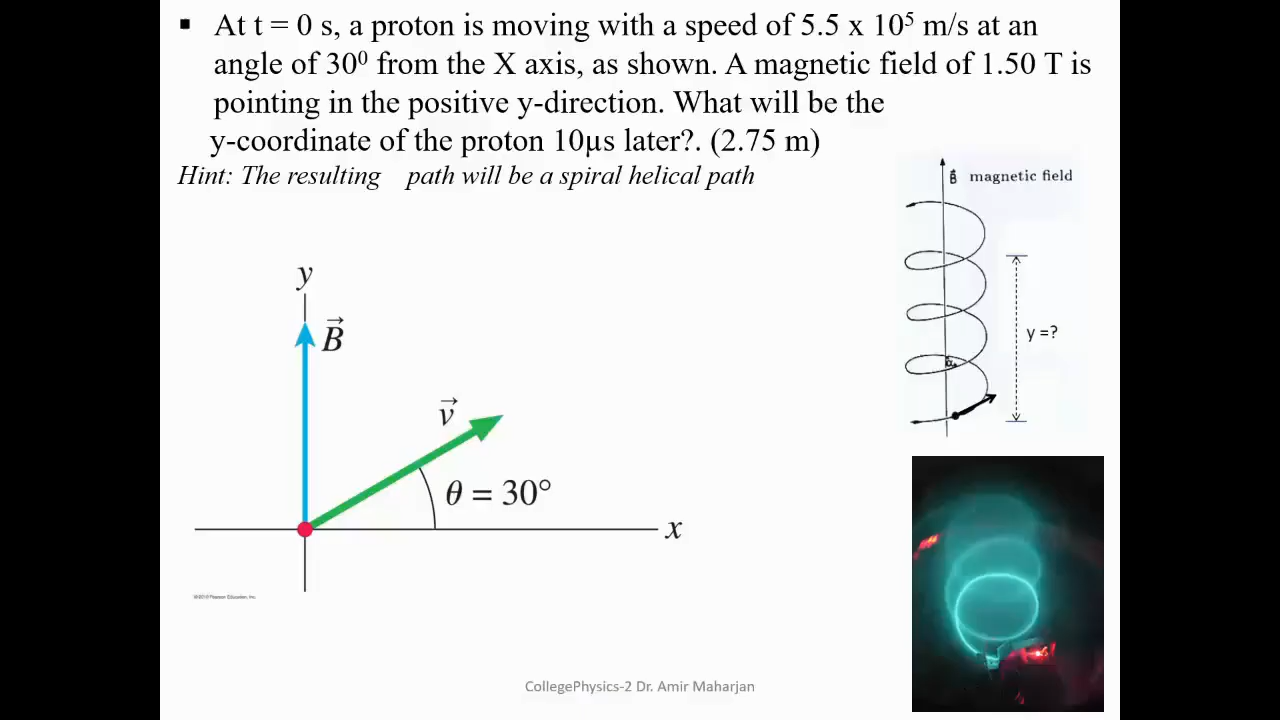 ▪ At t = 0 s, a proton is moving with a speed of 5.5 x 10⁵ m/s at an
angle of 30⁰ from the X axis, as shown. A magnetic field of 1.50 T is
pointing in the positive y-direction. What will be the
y-coordinate of the proton 10µs later?. (2.75 m)
Hint: The resulting path will be a spiral helical path
B⃗ magnetic field
y
B⃗
y =?
v⃗
θ = 30°
x
CollegePhysics-2 Dr. Amir Maharjan